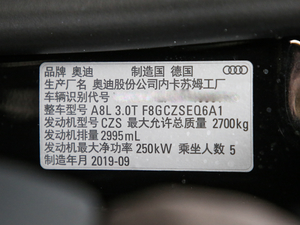 品牌 奥迪 制造国 德国
生产厂名 奥迪股份公司内卡苏姆工厂
车辆识别代号
整车型号 A8L 3.0T F8GCZSEQ6A1
发动机型号 CZS 最大允许总质量 2700kg
发动机排量 2995mL
发动机最大净功率 250kW 乘坐人数 5
制造年月 2019-09